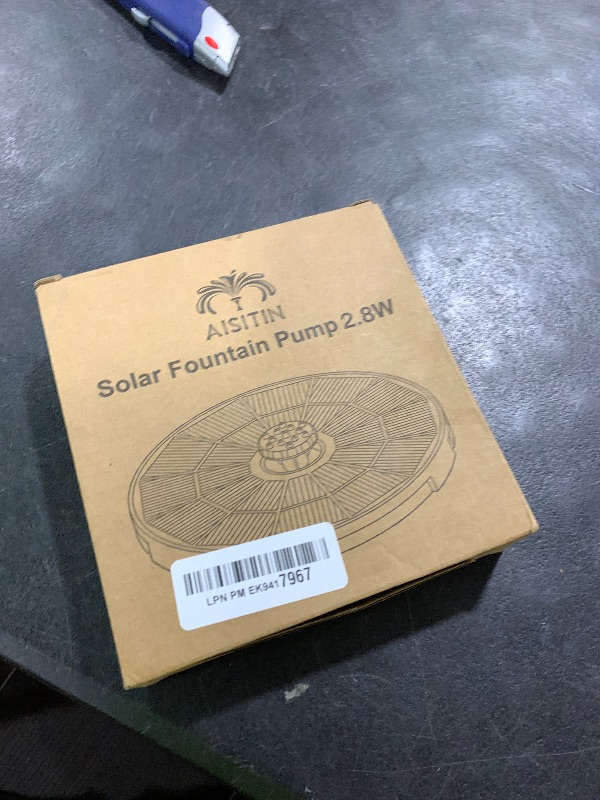 AISITIN
Solar Fountain Pump 2.8W
LPN PM EK9417967